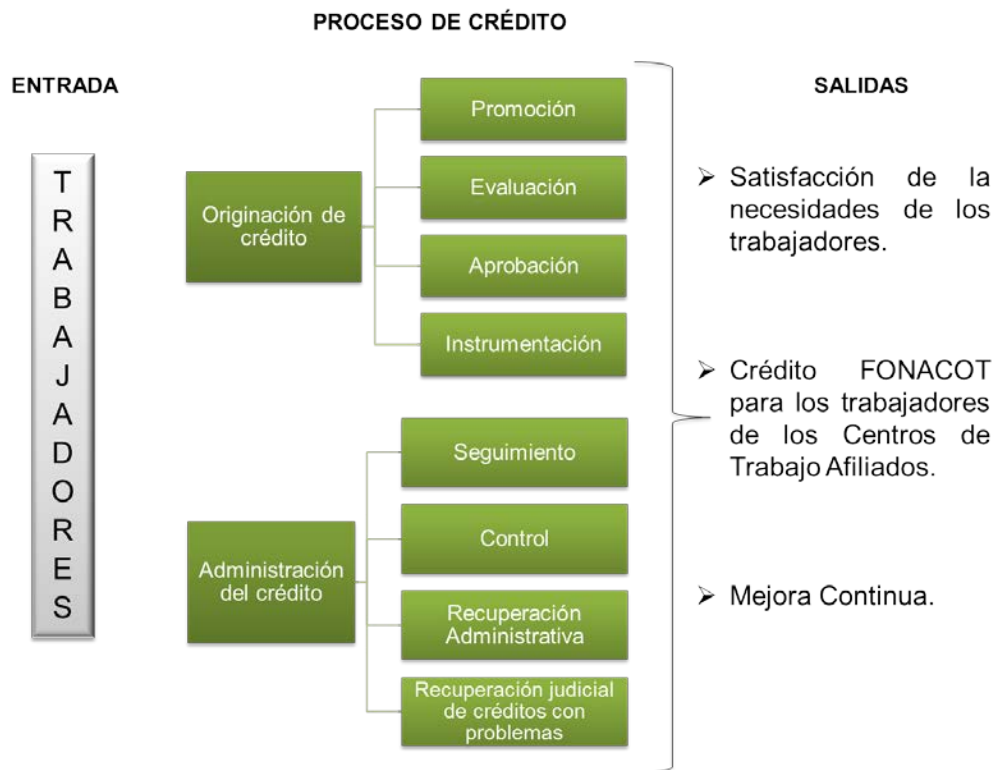 PROCESO DE CRÉDITO
ENTRADA
T
R
A
B
A
J
A
D
O
R
E
S
Originación de
crédito
Promoción
Evaluación
Aprobación
Instrumentación
Administración
del crédito
Seguimiento
Control
Recuperación
Administrativa
Recuperación judicial
de créditos con
problemas
SALIDAS
➢ Satisfacción de la
necesidades de los
trabajadores.
➢ Crédito FONACOT
para los trabajadores
de los Centros de
Trabajo Afiliados.
➢ Mejora Continua.